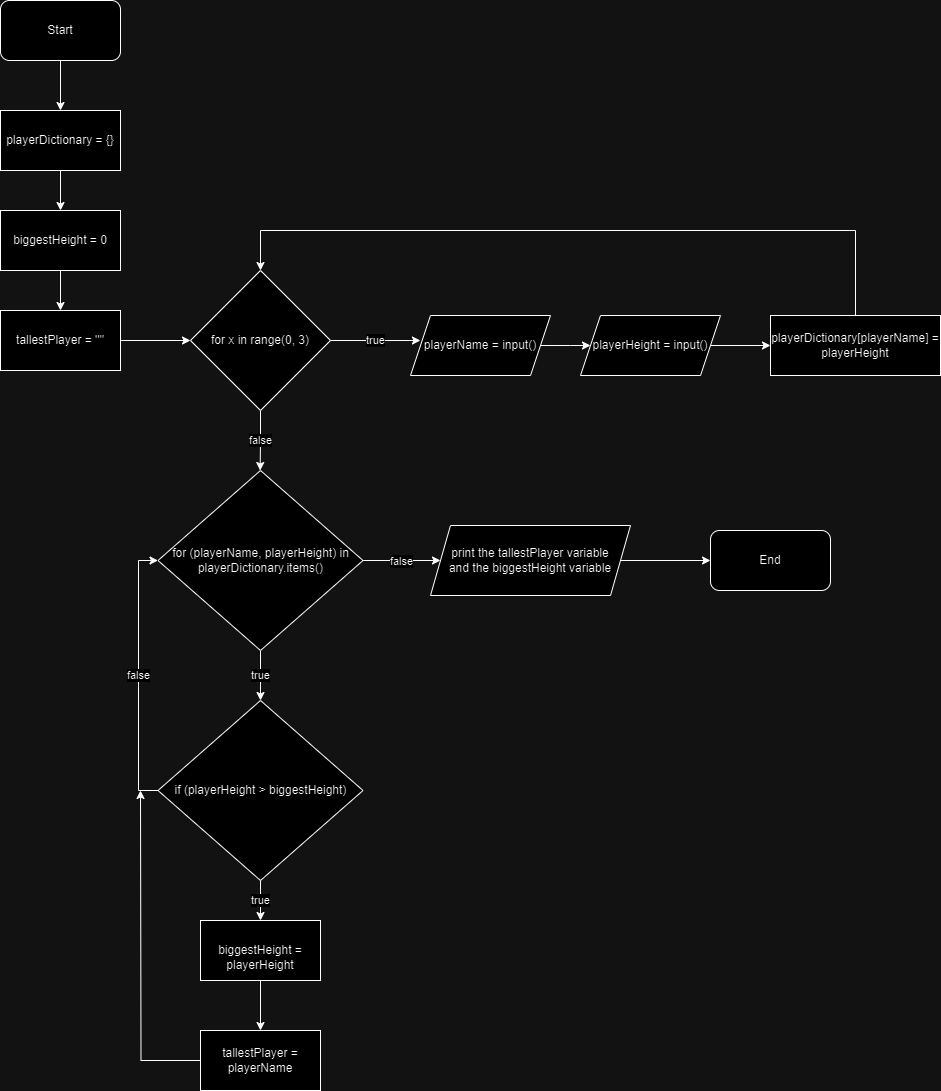 Start
playerDictionary = {}
biggestHeight = 0
tallestPlayer = ""
for x in range(0, 3)
true
playerName = input()
playerHeight = input()
playerDictionary[playerName] =
playerHeight
false
for (playerName, playerHeight) in
playerDictionary.items()
false
print the tallestPlayer variable
and the biggestHeight variable
End
false
true
if (playerHeight > biggestHeight)
true
biggestHeight =
playerHeight
tallestPlayer =
playerName